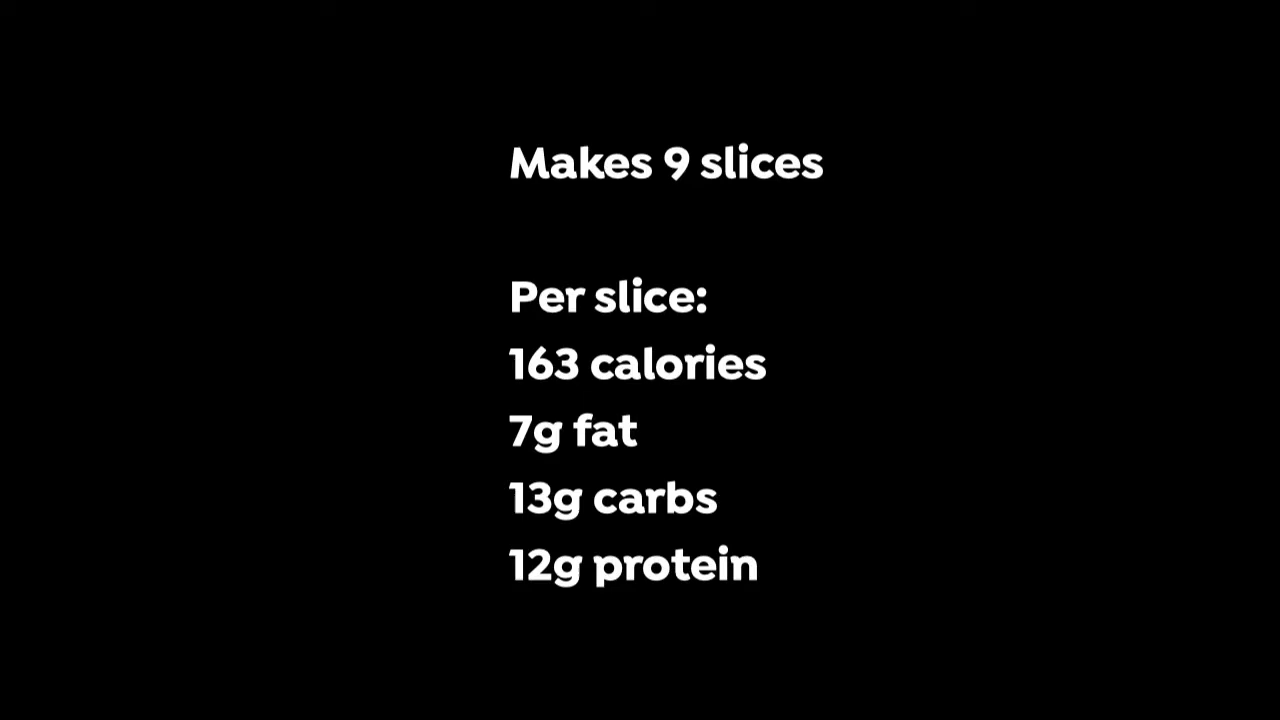 Makes 9 slices
Per slice:
163 calories
7g fat
13g carbs
12g protein